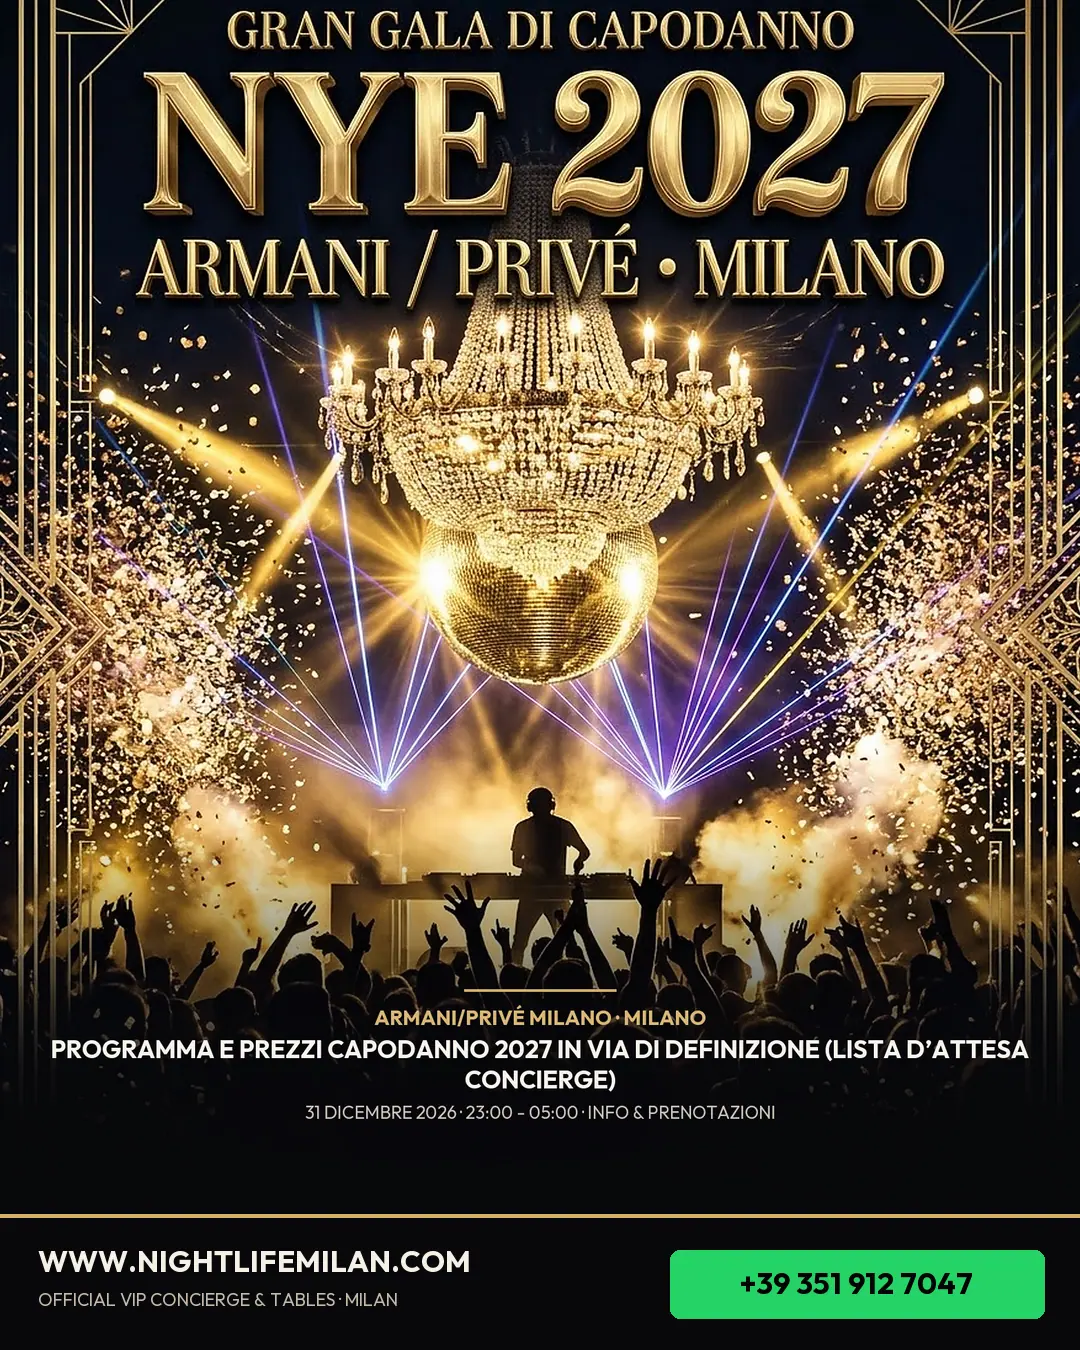 GRAN GALA DI CAPODANNO
NYE 2027
ARMANI / PRIVÉ • MILANO
ARMANI/PRIVÉ MILANO · MILANO
PROGRAMMA E PREZZI CAPODANNO 2027 IN VIA DI DEFINIZIONE (LISTA D’ATTESA
CONCIERGE)
31 DICEMBRE 2026 · 23:00 - 05:00 · INFO & PRENOTAZIONI
WWW.NIGHTLIFEMILAN.COM
OFFICIAL VIP CONCIERGE & TABLES · MILAN
+39 351 912 7047